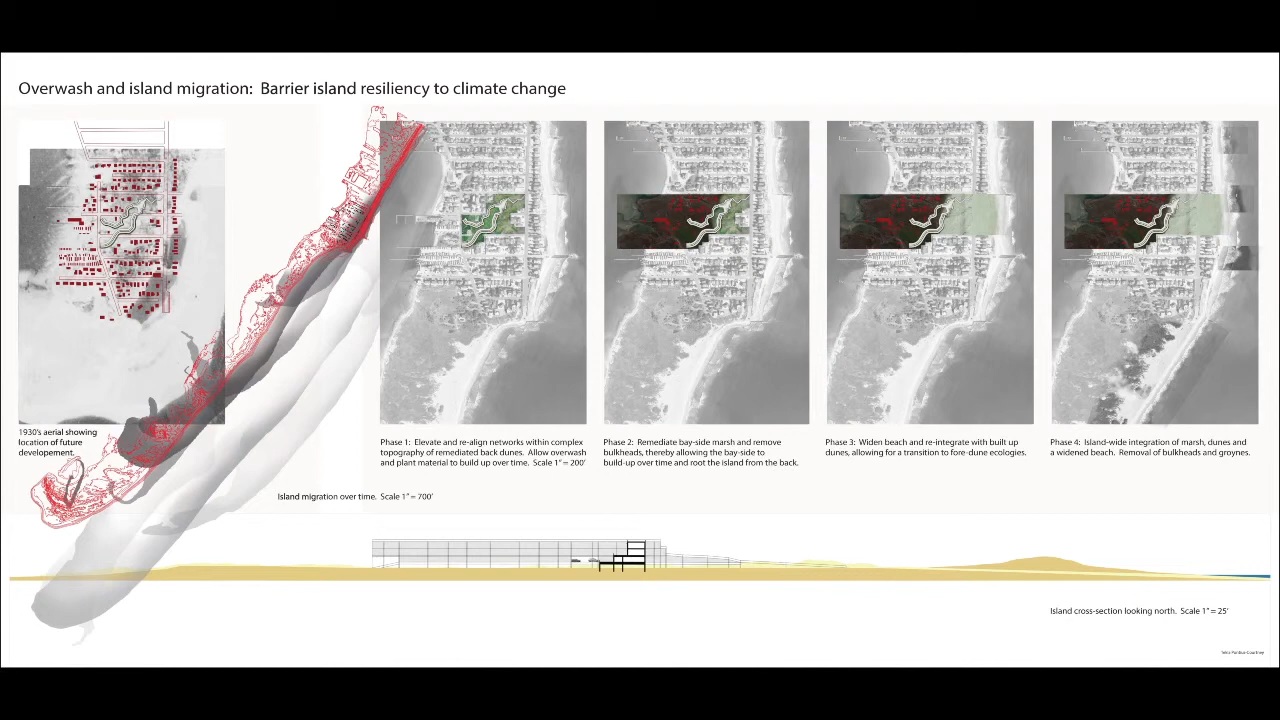 Overwash and island migration:  Barrier island resiliency to climate change
1930's aerial showing
location of future
developement.
Phase 1:  Elevate and re-align networks within complex
topography of remediated back dunes.  Allow overwash
and plant material to build up over time.  Scale 1"= 200'
Phase 2:  Remediate bay-side marsh and remove
bulkheads, thereby allowing the bay-side to
build-up over time and root the island from the back.
Phase 3:  Widen beach and re-integrate with built up
dunes, allowing for a transition to fore-dune ecologies.
Phase 4:  Island-wide integration of marsh, dunes and
a widened beach.  Removal of bulkheads and groynes.
Island migration over time.  Scale 1"= 700'
Island cross-section looking north.  Scale 1"= 25'